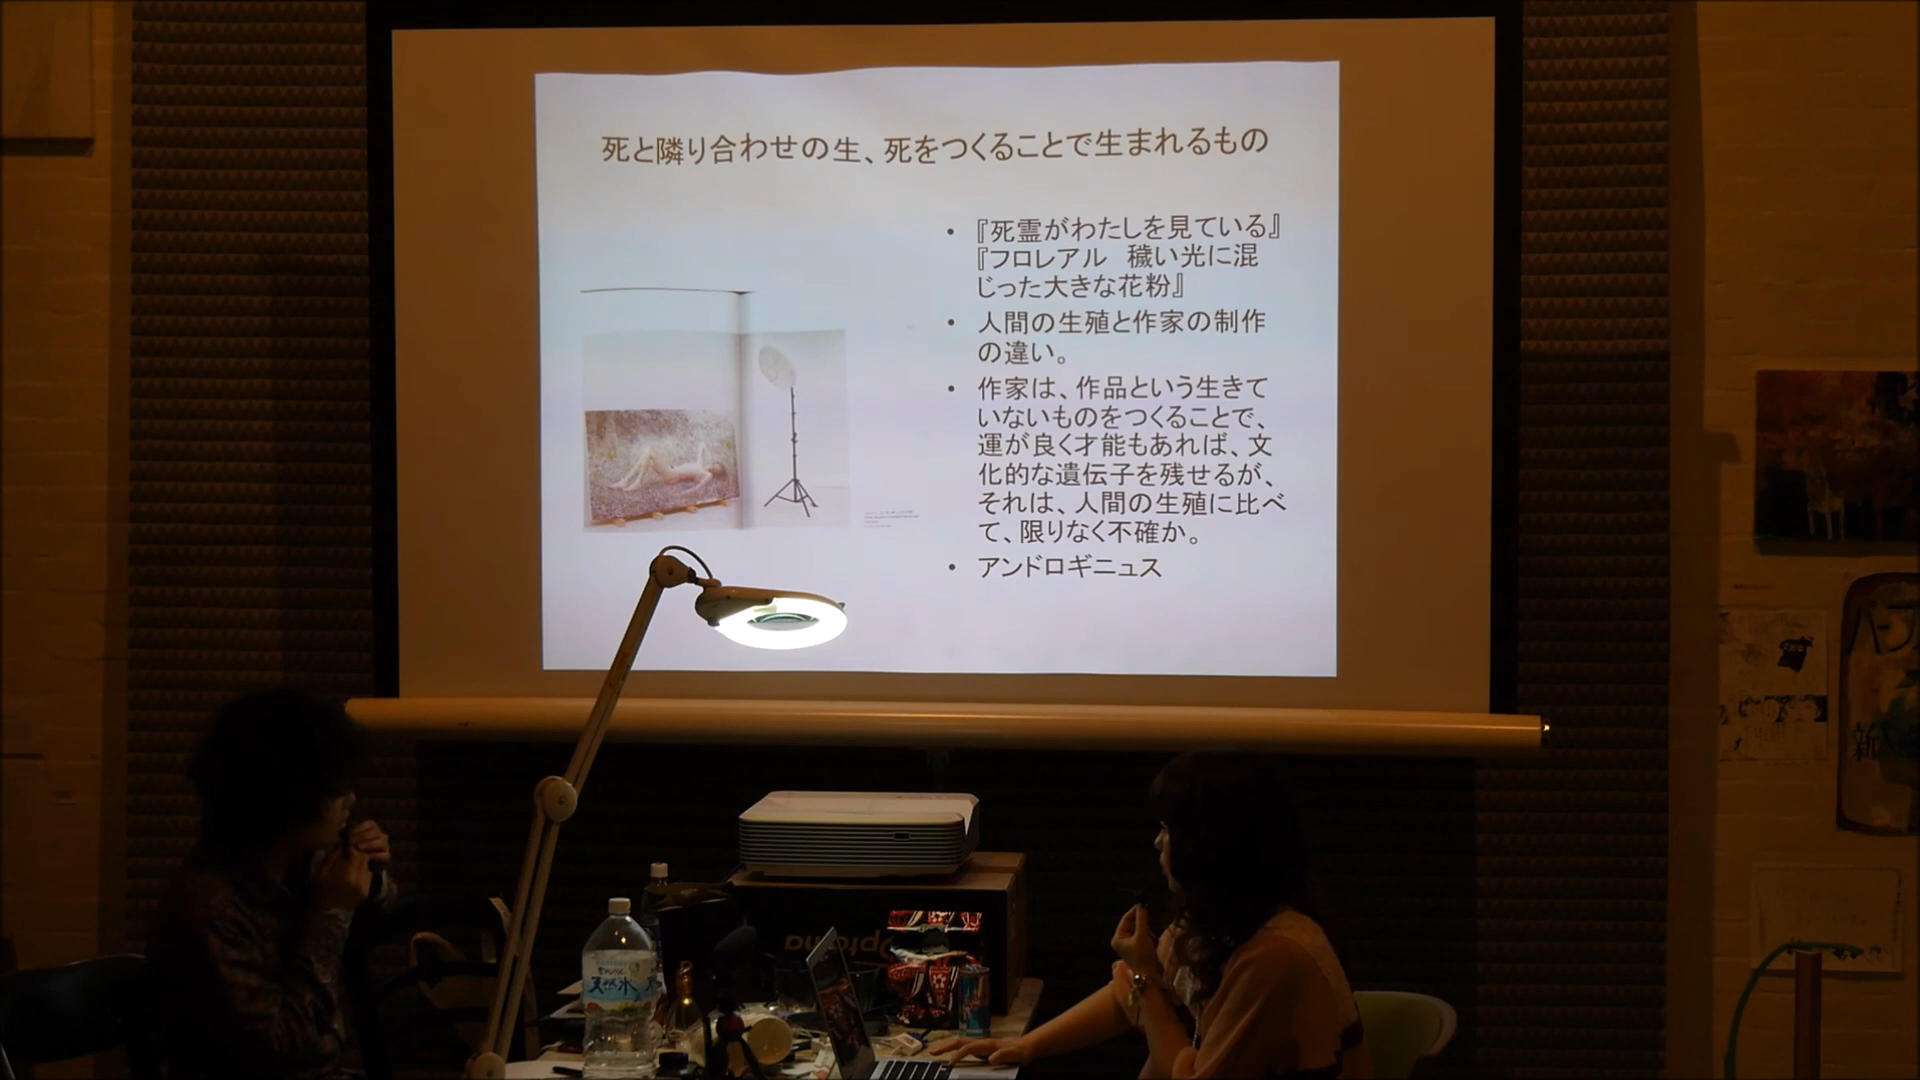 死と隣り合わせの生、死をつくることで生まれるもの
• 『死霊がわたしを見ている』
『フロレアル　穢い光に混
じった大きな花粉』
• 人間の生殖と作家の制作
の違い。
• 作家は、作品という生きて
いないものをつくることで、
運が良く才能もあれば、文
化的な遺伝子を残せるが、
それは、人間の生殖に比べ
て、限りなく不確か。
• アンドロギニュス
天然水
Optoma